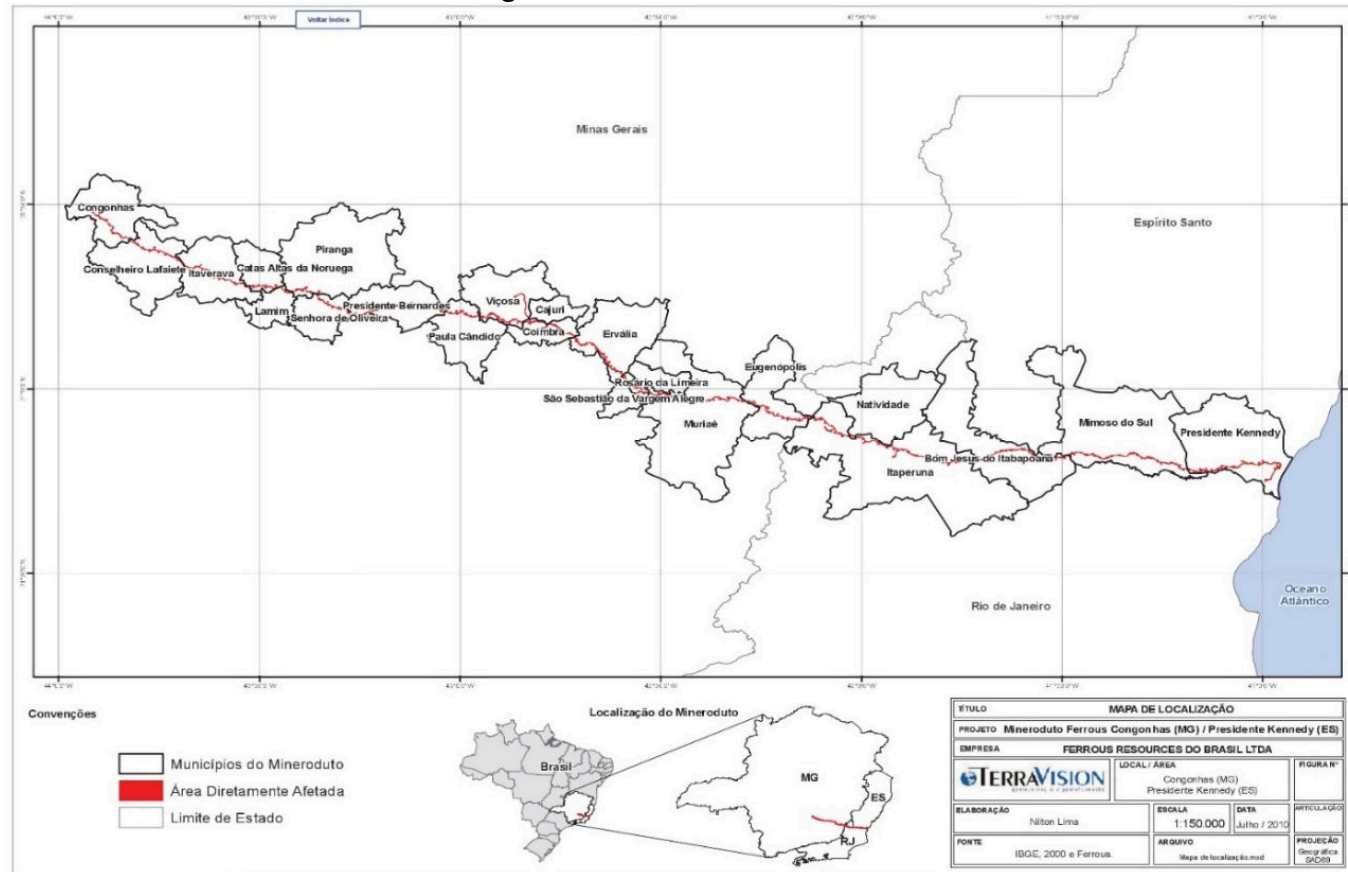 Voltar Índice
Minas Gerais
Espírito Santo
Congonhas
Piranga
Conselheiro Lafaiete
Itaverava
Catas Altas da Noruega
Lamim
Senhora de Oliveira
Presidente Bernardes
Viçosa
Cajuri
Paula Cândido
Coimbra
Ervália
Rosário da Limeira
Eugenópolis
São Sebastião da Vargem Alegre
Muriaé
Natividade
Mimoso do Sul
Presidente Kennedy
Bom Jesus do Itabapoana
Itaperuna
Rio de Janeiro
Oceano
Atlântico
Convenções
Municípios do Mineroduto
Área Diretamente Afetada
Limite de Estado
Localização do Mineroduto
Brasil
MG
ES
RJ
TÍTULO MAPA DE LOCALIZAÇÃO
PROJETO Mineroduto Ferrous Congonhas (MG) / Presidente Kennedy (ES)
EMPRESA FERROUS RESOURCES DO BRASIL LTDA
TERRAVISION
LOCAL / ÁREA
Congonhas (MG)
Presidente Kennedy (ES)
FIGURA Nº
ELABORAÇÃO
Nilton Lima
ESCALA
1:150.000
DATA
Julho / 2010
ARTICULAÇÃO
FONTE
IBGE, 2000 e Ferrous.
ARQUIVO
Mapa de localização.mxd
PROJEÇÃO
Geográfica
SAD69